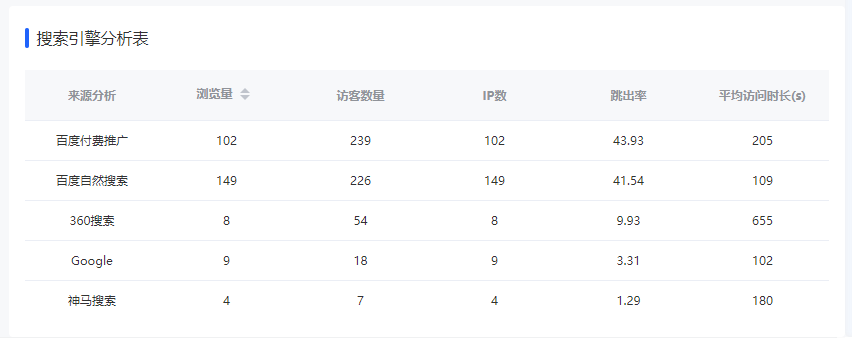 搜索引擎分析表
来源分析 浏览量 访客数量 IP数 跳出率 平均访问时长(s)
百度付费推广 102 239 102 43.93 205
百度自然搜索 149 226 149 41.54 109
360搜索 8 54 8 9.93 655
Google 9 18 9 3.31 102
神马搜索 4 7 4 1.29 180